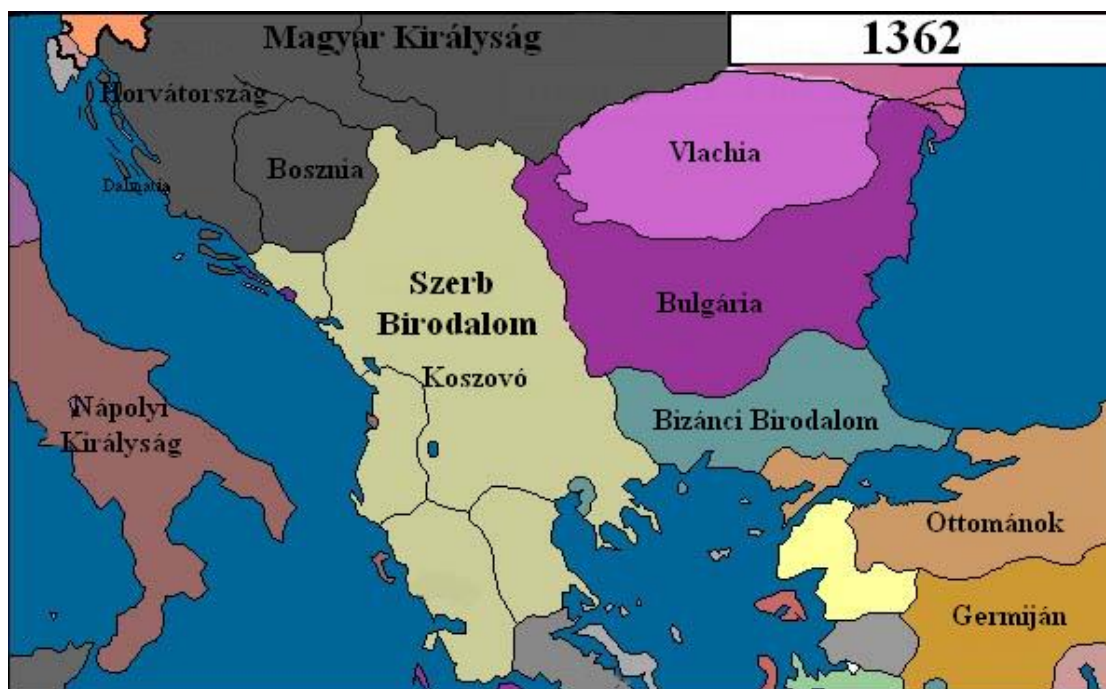 Magyar Királyság
1362
Horvátország
Vlachia
Bosznia
Dalmatia
Szerb
Birodalom
Bulgária
Koszovó
Nápolyi
Királyság
Bizánci Birodalom
Ottománok
Germiján